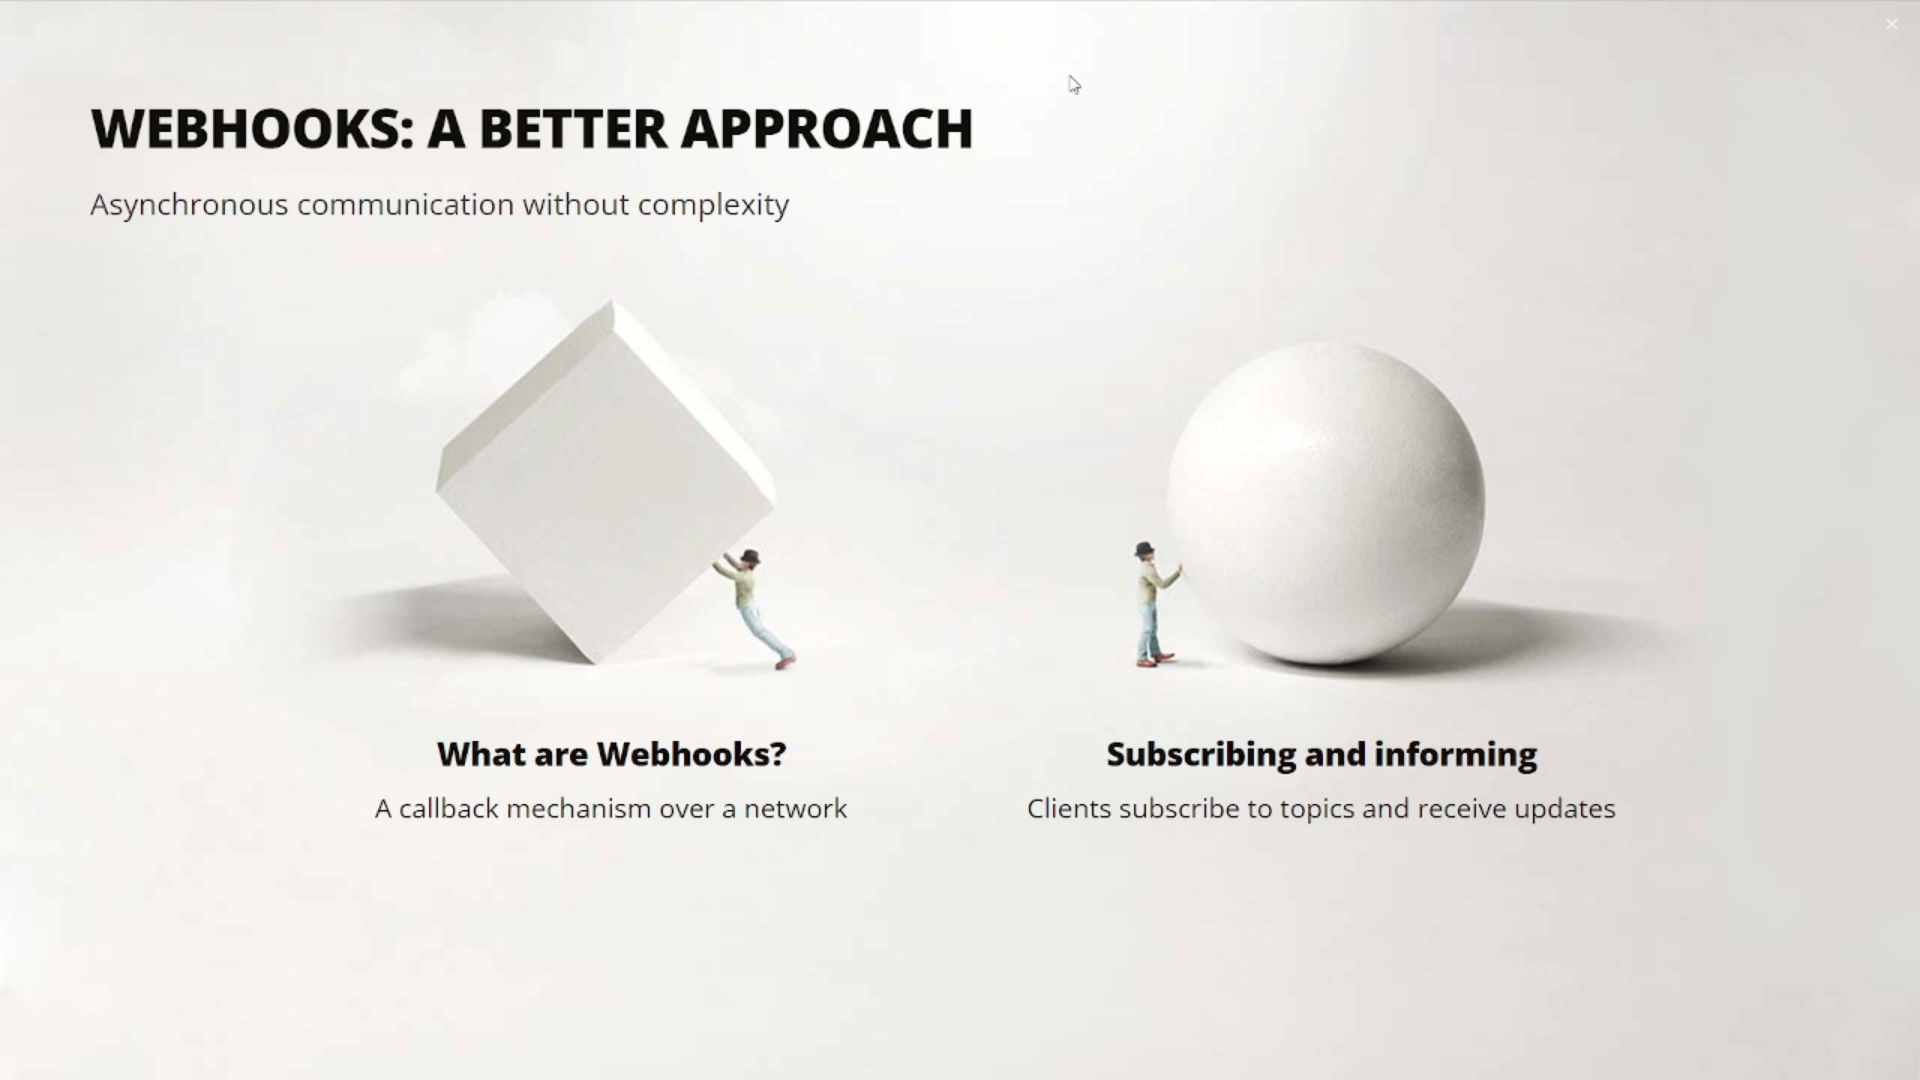 WEBHOOKS: A BETTER APPROACH
Asynchronous communication without complexity
What are Webhooks?
A callback mechanism over a network
Subscribing and informing
Clients subscribe to topics and receive updates